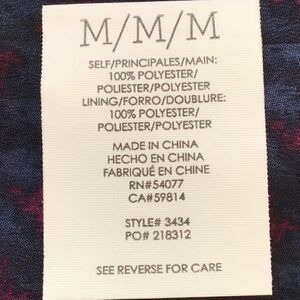 M/M/M
SELF/PRINCIPALES/MAIN:
100% POLYESTER/
POLIESTER/POLYESTER
LINING/FORRO/DOUBLURE:
100% POLYESTER/
POLIESTER/POLYESTER
MADE IN CHINA
HECHO EN CHINA
FABRIQUÉ EN CHINE
RN#54077
CA#59814
STYLE# 3434
PO# 218312
SEE REVERSE FOR CARE